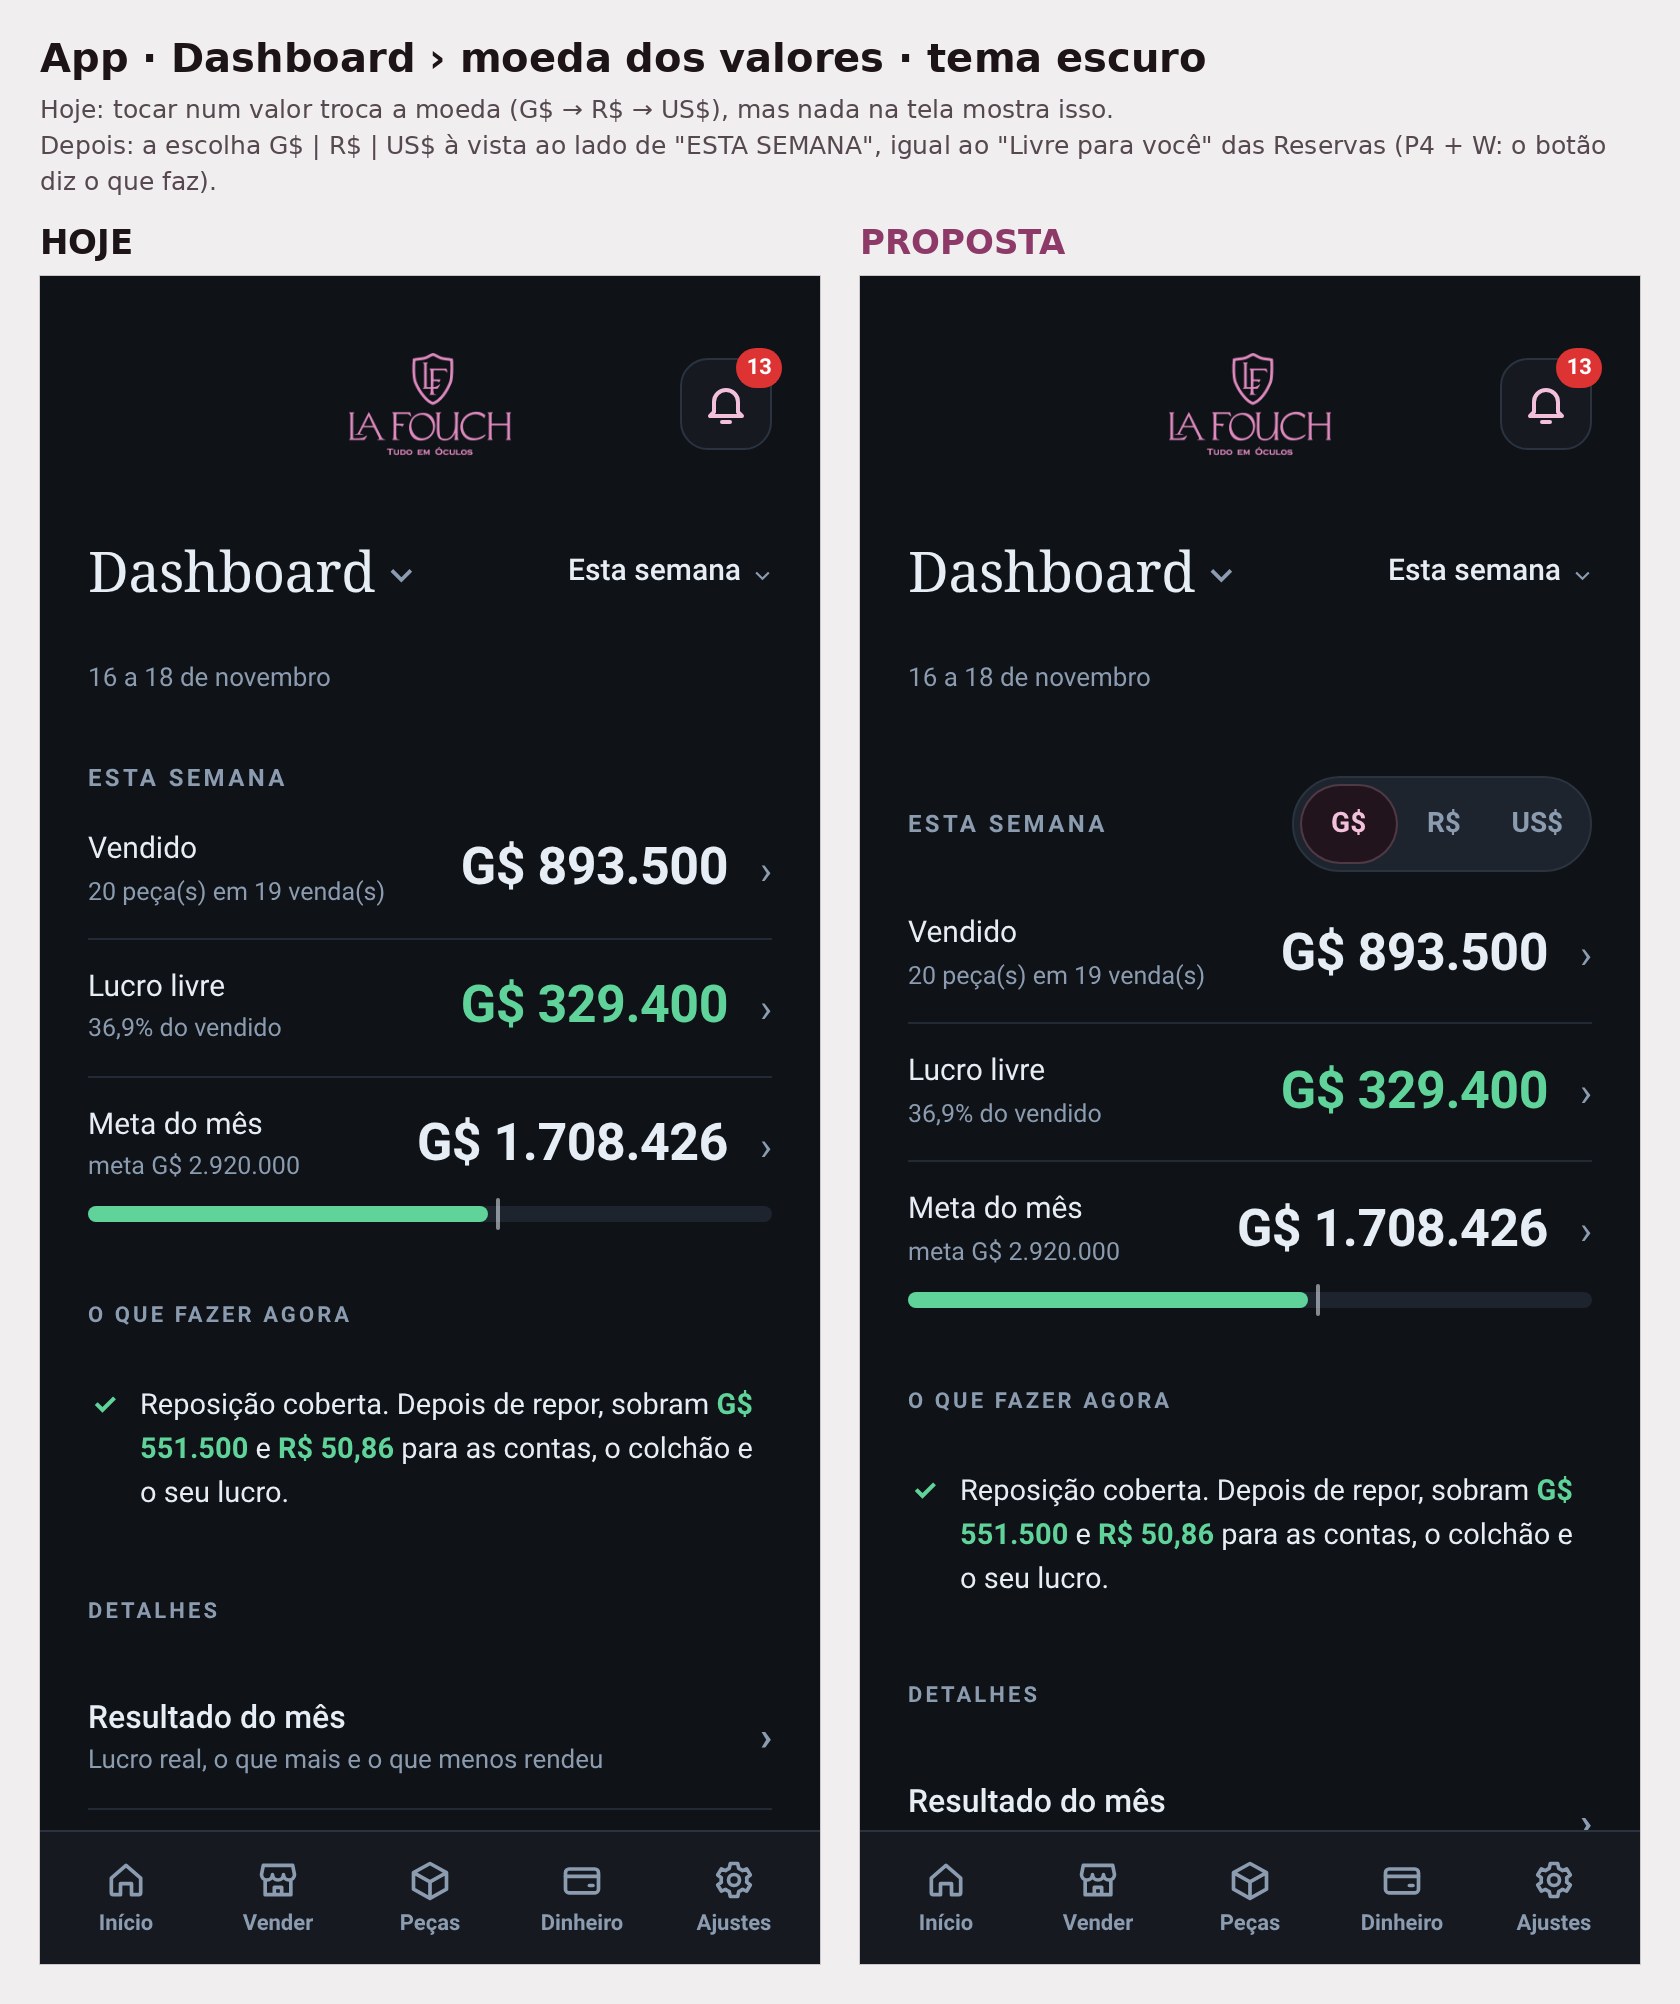 App · Dashboard › moeda dos valores · tema escuro
Hoje: tocar num valor troca a moeda (G$ → R$ → US$), mas nada na tela mostra isso.
Depois: a escolha G$ | R$ | US$ à vista ao lado de "ESTA SEMANA", igual ao "Livre para você" das Reservas (P4 + W: o botão
diz o que faz).
HOJE
LF
LA FOUCH
TUDO EM ÓCULOS
13
Dashboard
Esta semana
16 a 18 de novembro
ESTA SEMANA
Vendido
20 peça(s) em 19 venda(s)
G$ 893.500 ›
Lucro livre
36,9% do vendido
G$ 329.400 ›
Meta do mês
meta G$ 2.920.000
G$ 1.708.426 ›
O QUE FAZER AGORA
Reposição coberta. Depois de repor, sobram G$
551.500 e R$ 50,86 para as contas, o colchão e
o seu lucro.
DETALHES
Resultado do mês
Lucro real, o que mais e o que menos rendeu
›
Início
Vender
Peças
Dinheiro
Ajustes
PROPOSTA
LF
LA FOUCH
TUDO EM ÓCULOS
13
Dashboard
Esta semana
16 a 18 de novembro
ESTA SEMANA
G$ R$ US$
Vendido
20 peça(s) em 19 venda(s)
G$ 893.500 ›
Lucro livre
36,9% do vendido
G$ 329.400 ›
Meta do mês
meta G$ 2.920.000
G$ 1.708.426 ›
O QUE FAZER AGORA
Reposição coberta. Depois de repor, sobram G$
551.500 e R$ 50,86 para as contas, o colchão e
o seu lucro.
DETALHES
Resultado do mês
›
Início
Vender
Peças
Dinheiro
Ajustes